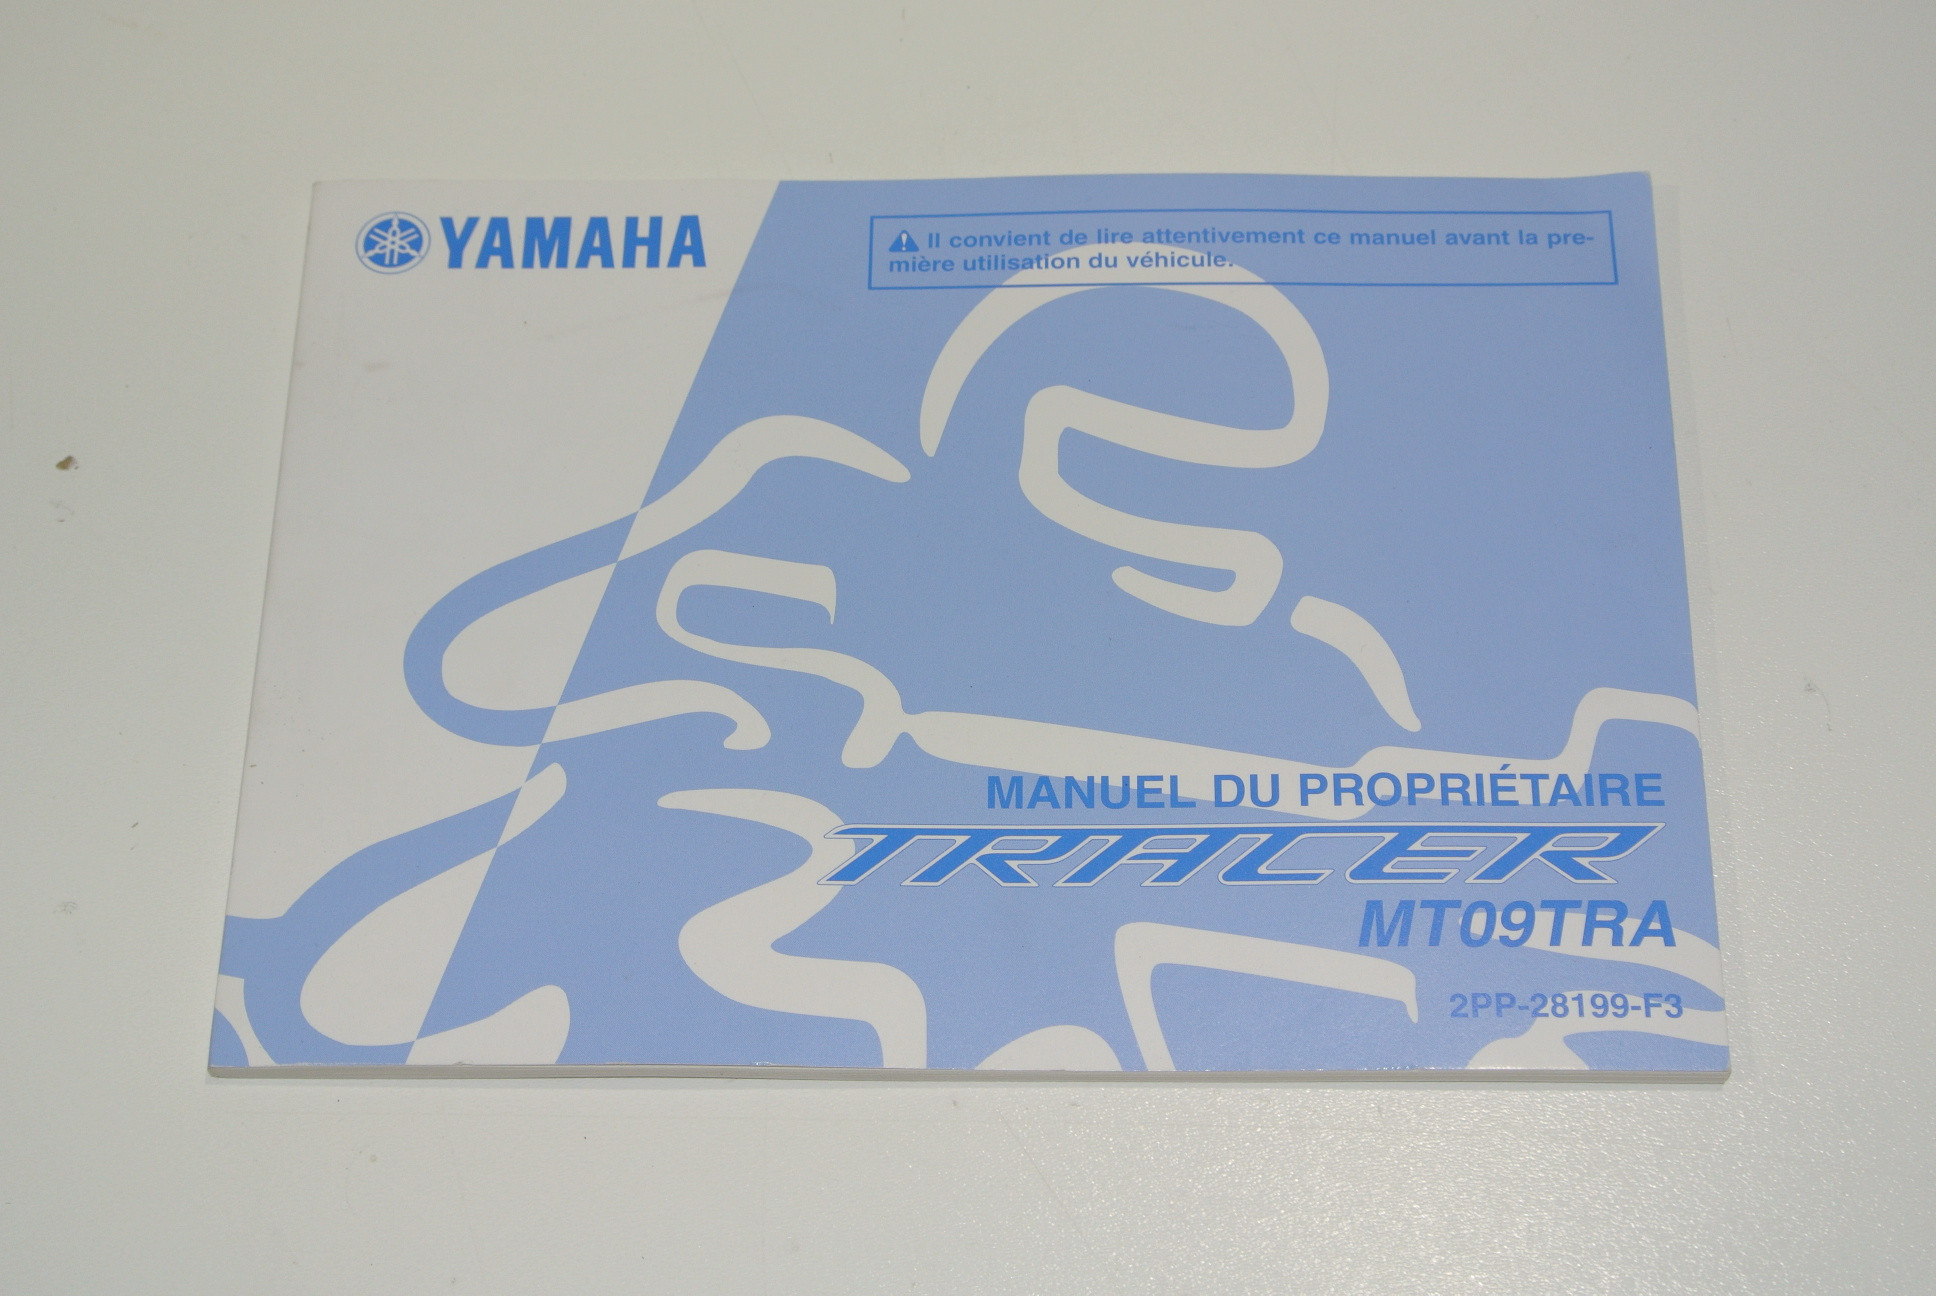 YAMAHA
Il convient de lire attentivement ce manuel avant la pre-
mière utilisation du véhicule.
MANUEL DU PROPRIÉTAIRE
TRACER
MT09TRA
2PP-28199-F3